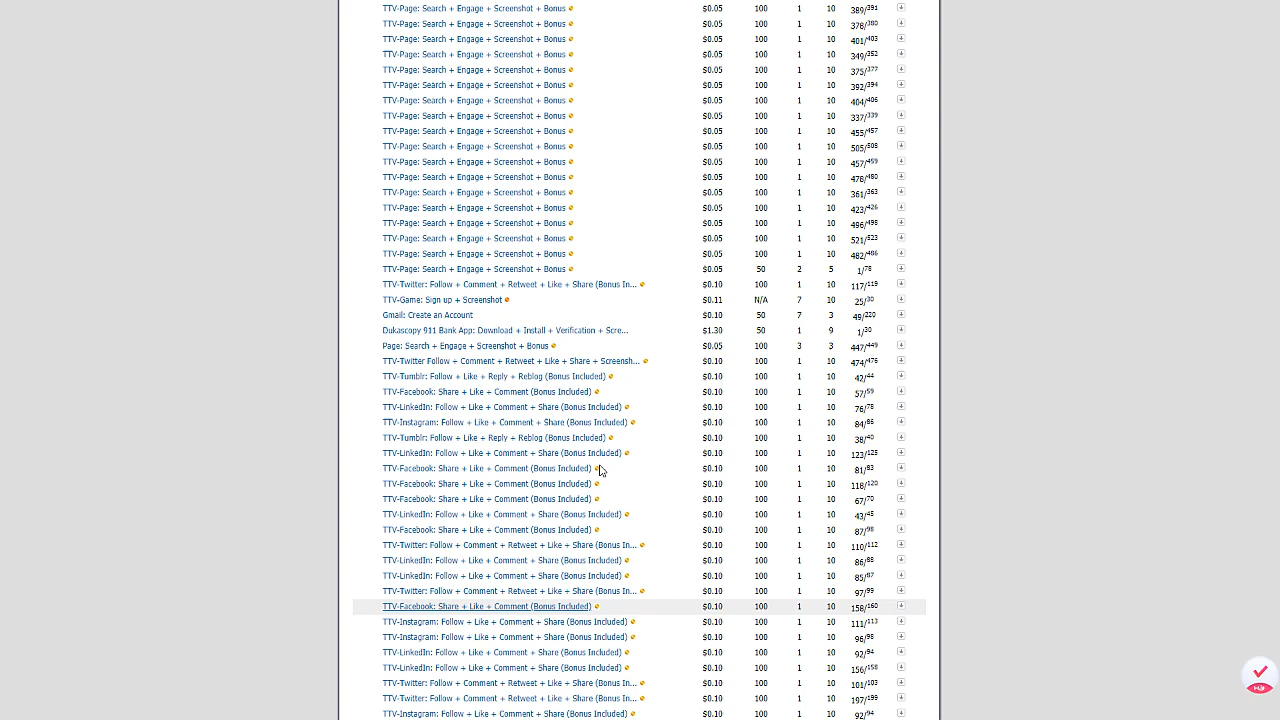 TTV-Page: Search + Engage + Screenshot + Bonus $0.05 100 1 10 389/391
TTV-Page: Search + Engage + Screenshot + Bonus $0.05 100 1 10 378/380
TTV-Page: Search + Engage + Screenshot + Bonus $0.05 100 1 10 401/403
TTV-Page: Search + Engage + Screenshot + Bonus $0.05 100 1 10 349/352
TTV-Page: Search + Engage + Screenshot + Bonus $0.05 100 1 10 375/377
TTV-Page: Search + Engage + Screenshot + Bonus $0.05 100 1 10 392/394
TTV-Page: Search + Engage + Screenshot + Bonus $0.05 100 1 10 404/406
TTV-Page: Search + Engage + Screenshot + Bonus $0.05 100 1 10 337/339
TTV-Page: Search + Engage + Screenshot + Bonus $0.05 100 1 10 455/457
TTV-Page: Search + Engage + Screenshot + Bonus $0.05 100 1 10 505/508
TTV-Page: Search + Engage + Screenshot + Bonus $0.05 100 1 10 457/459
TTV-Page: Search + Engage + Screenshot + Bonus $0.05 100 1 10 478/480
TTV-Page: Search + Engage + Screenshot + Bonus $0.05 100 1 10 361/363
TTV-Page: Search + Engage + Screenshot + Bonus $0.05 100 1 10 423/426
TTV-Page: Search + Engage + Screenshot + Bonus $0.05 100 1 10 496/498
TTV-Page: Search + Engage + Screenshot + Bonus $0.05 100 1 10 521/523
TTV-Page: Search + Engage + Screenshot + Bonus $0.05 100 1 10 482/486
TTV-Page: Search + Engage + Screenshot + Bonus $0.05 50 2 5 1/78
TTV-Twitter: Follow + Comment + Retweet + Like + Share (Bonus In... $0.10 100 1 10 117/119
TTV-Game: Sign up + Screenshot $0.11 N/A 7 10 25/30
Gmail: Create an Account $0.10 50 7 3 49/220
Dukascopy 911 Bank App: Download + Install + Verification + Scre... $1.30 50 1 9 1/30
Page: Search + Engage + Screenshot + Bonus $0.05 100 3 3 447/449
TTV-Twitter Follow + Comment + Retweet + Like + Share + Screensh... $0.10 100 1 10 474/476
TTV-Tumblr: Follow + Like + Reply + Reblog (Bonus Included) $0.10 100 1 10 42/44
TTV-Facebook: Share + Like + Comment (Bonus Included) $0.10 100 1 10 57/59
TTV-LinkedIn: Follow + Like + Comment + Share (Bonus Included) $0.10 100 1 10 76/78
TTV-Instagram: Follow + Like + Comment + Share (Bonus Included) $0.10 100 1 10 84/86
TTV-Tumblr: Follow + Like + Reply + Reblog (Bonus Included) $0.10 100 1 10 38/40
TTV-LinkedIn: Follow + Like + Comment + Share (Bonus Included) $0.10 100 1 10 123/125
TTV-Facebook: Share + Like + Comment (Bonus Included) $0.10 100 1 10 81/83
TTV-Facebook: Share + Like + Comment (Bonus Included) $0.10 100 1 10 118/120
TTV-Facebook: Share + Like + Comment (Bonus Included) $0.10 100 1 10 67/70
TTV-LinkedIn: Follow + Like + Comment + Share (Bonus Included) $0.10 100 1 10 43/45
TTV-Facebook: Share + Like + Comment (Bonus Included) $0.10 100 1 10 87/98
TTV-Twitter: Follow + Comment + Retweet + Like + Share (Bonus In... $0.10 100 1 10 110/112
TTV-LinkedIn: Follow + Like + Comment + Share (Bonus Included) $0.10 100 1 10 86/88
TTV-LinkedIn: Follow + Like + Comment + Share (Bonus Included) $0.10 100 1 10 85/87
TTV-Twitter: Follow + Comment + Retweet + Like + Share (Bonus In... $0.10 100 1 10 97/99
TTV-Facebook: Share + Like + Comment (Bonus Included) $0.10 100 1 10 158/160
TTV-Instagram: Follow + Like + Comment + Share (Bonus Included) $0.10 100 1 10 111/113
TTV-Instagram: Follow + Like + Comment + Share (Bonus Included) $0.10 100 1 10 96/98
TTV-LinkedIn: Follow + Like + Comment + Share (Bonus Included) $0.10 100 1 10 92/94
TTV-LinkedIn: Follow + Like + Comment + Share (Bonus Included) $0.10 100 1 10 156/158
TTV-Twitter: Follow + Comment + Retweet + Like + Share (Bonus In... $0.10 100 1 10 101/103
TTV-Twitter: Follow + Comment + Retweet + Like + Share (Bonus In... $0.10 100 1 10 197/199
TTV-Instagram: Follow + Like + Comment + Share (Bonus Included) $0.10 100 1 10 92/94